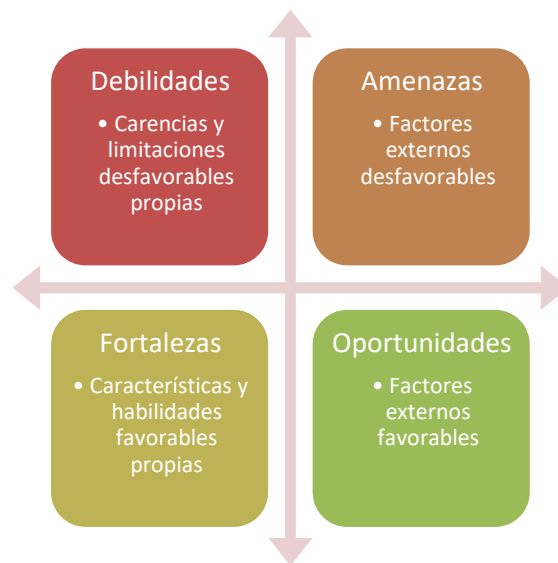 Debilidades
• Carencias y
limitaciones
desfavorables
propias
Amenazas
• Factores
externos
desfavorables
Fortalezas
• Características y
habilidades
favorables
propias
Oportunidades
• Factores
externos
favorables